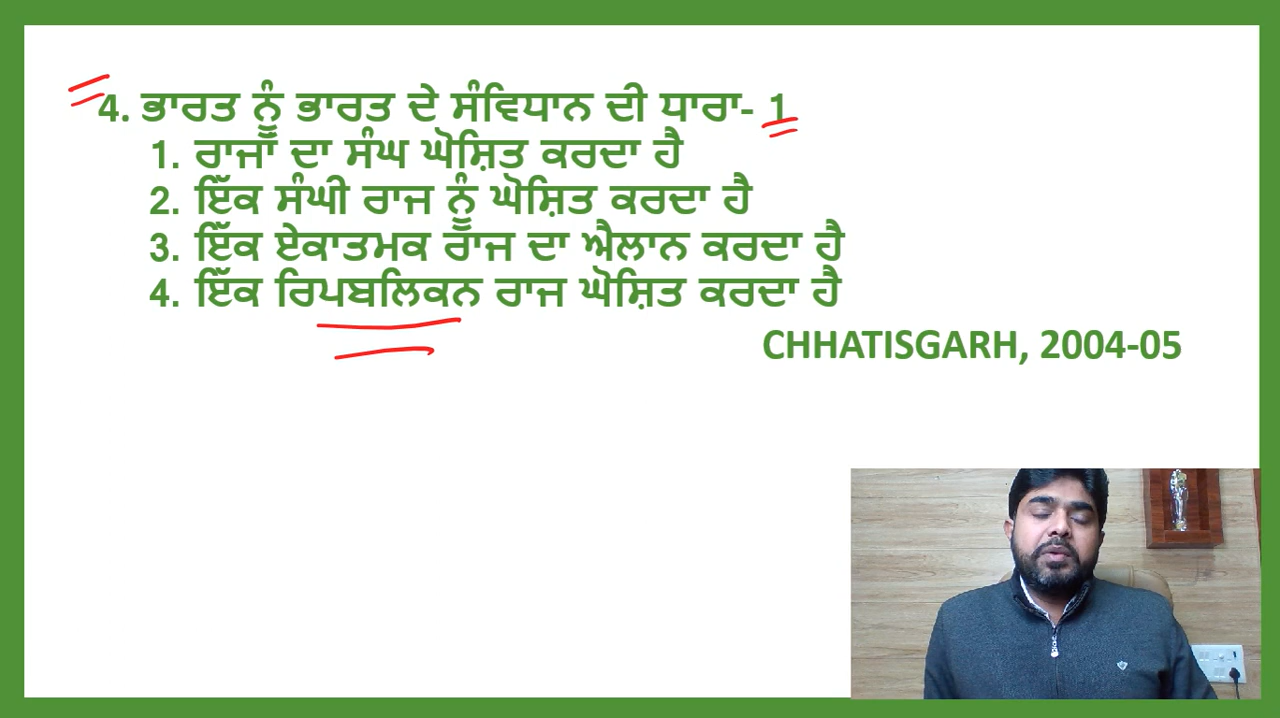 4. ਭਾਰਤ ਨੂੰ ਭਾਰਤ ਦੇ ਸੰਵਿਧਾਨ ਦੀ ਧਾਰਾ- 1
1. ਰਾਜਾਂ ਦਾ ਸੰਘ ਘੋਸ਼ਿਤ ਕਰਦਾ ਹੈ
2. ਇੱਕ ਸੰਘੀ ਰਾਜ ਨੂੰ ਘੋਸ਼ਿਤ ਕਰਦਾ ਹੈ
3. ਇੱਕ ਏਕਾਤਮਕ ਰਾਜ ਦਾ ਐਲਾਨ ਕਰਦਾ ਹੈ
4. ਇੱਕ ਰਿਪਬਲਿਕਨ ਰਾਜ ਘੋਸ਼ਿਤ ਕਰਦਾ ਹੈ
CHHATISGARH, 2004-05